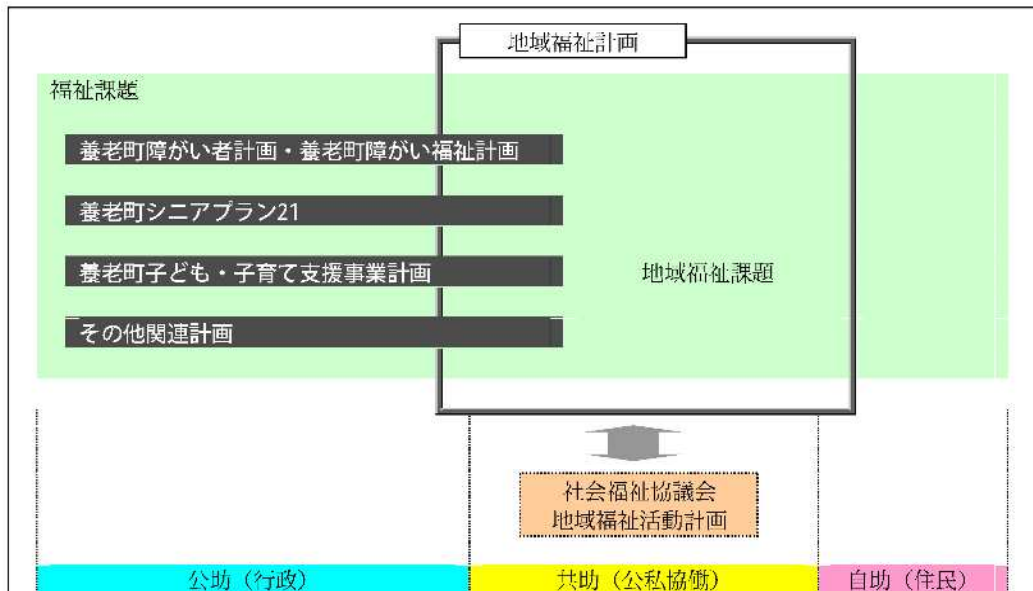 地域福祉計画
福祉課題
養老町障がい者計画・養老町障がい福祉計画
養老町シニアプラン21
養老町子ども・子育て支援事業計画
地域福祉課題
その他関連計画
社会福祉協議会
地域福祉活動計画
公助（行政）
共助（公私協働）
自助（住民）